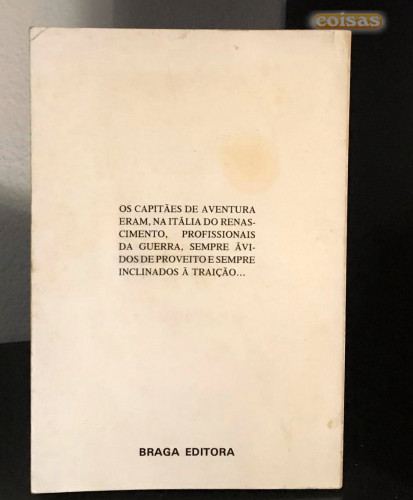 coisas
OS CAPITÃES DE AVENTURA
ERAM, NA ITÁLIA DO RENAS-
CIMENTO, PROFISSIONAIS
DA GUERRA, SEMPRE ÁVI-
DOS DE PROVEITO E SEMPRE
INCLINADOS À TRAIÇÃO...
BRAGA EDITORA